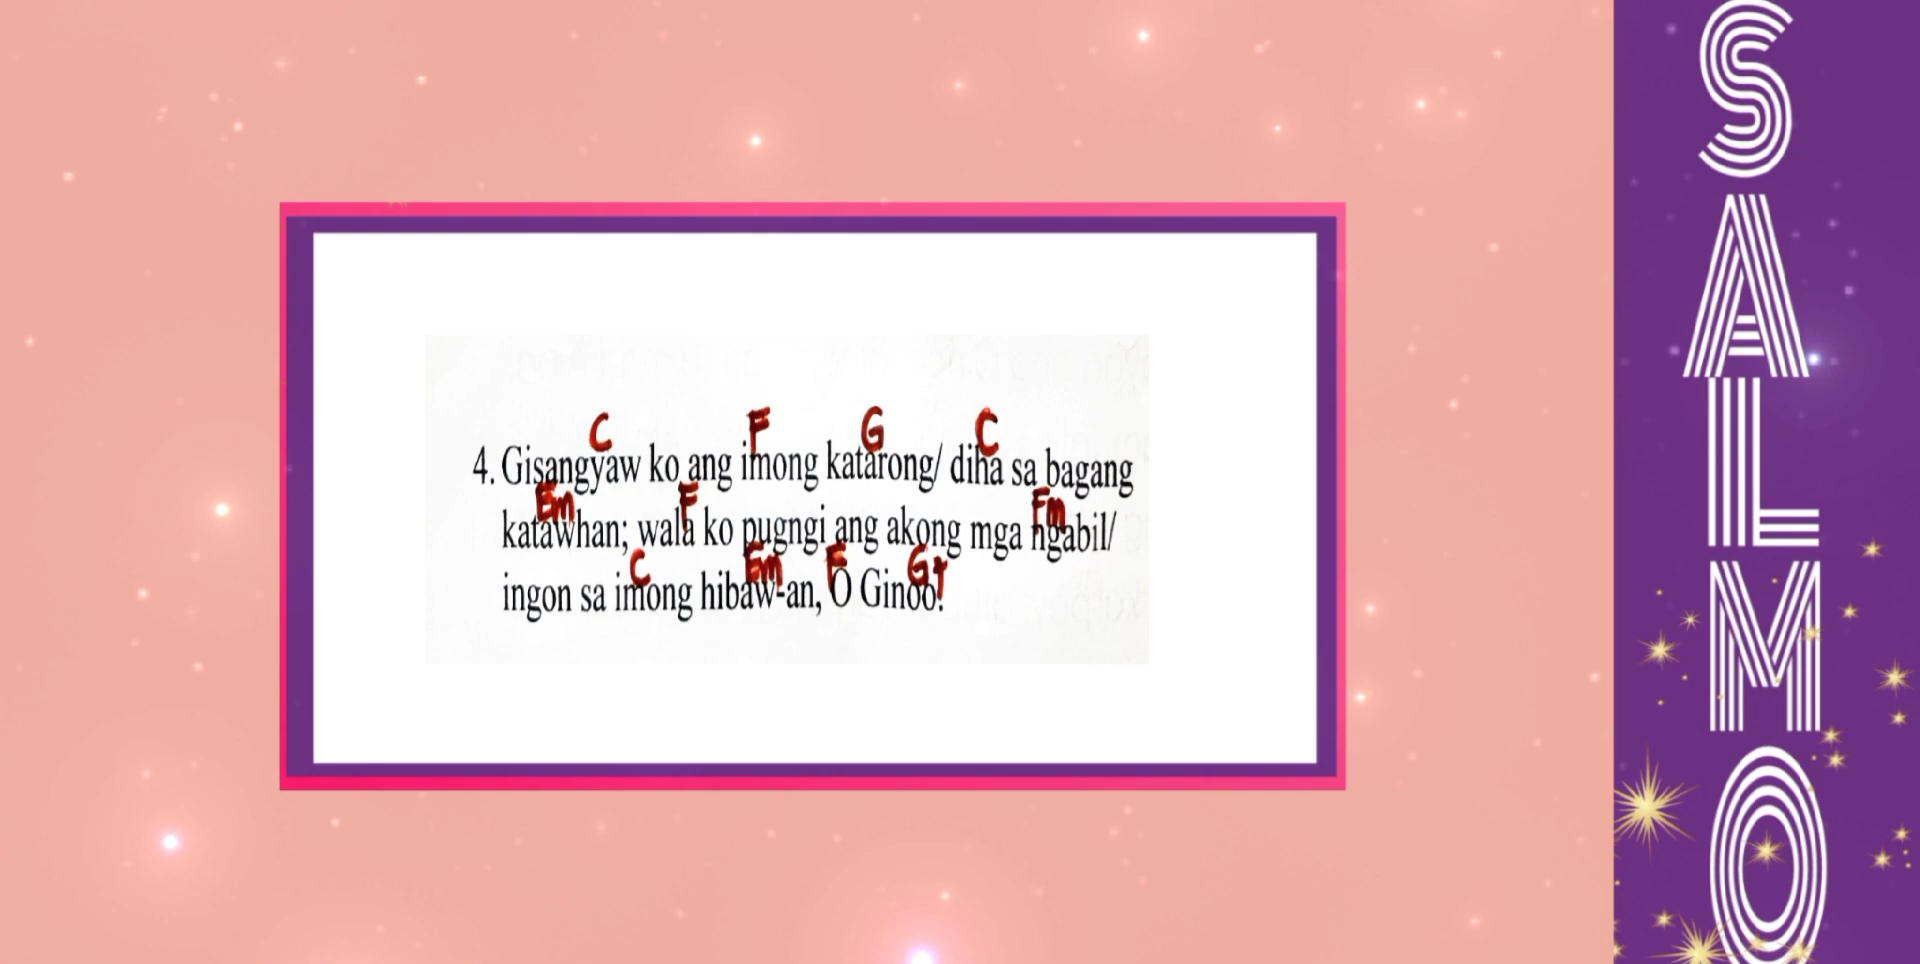 C F G C
4. Gisangyaw ko ang imong katarong/ diha sa bagang
Em F Fm
katawhan; wala ko pugngi ang akong mga ngabil/
C Em F G7
ingon sa imong hibaw-an, O Ginoo!
SALMO